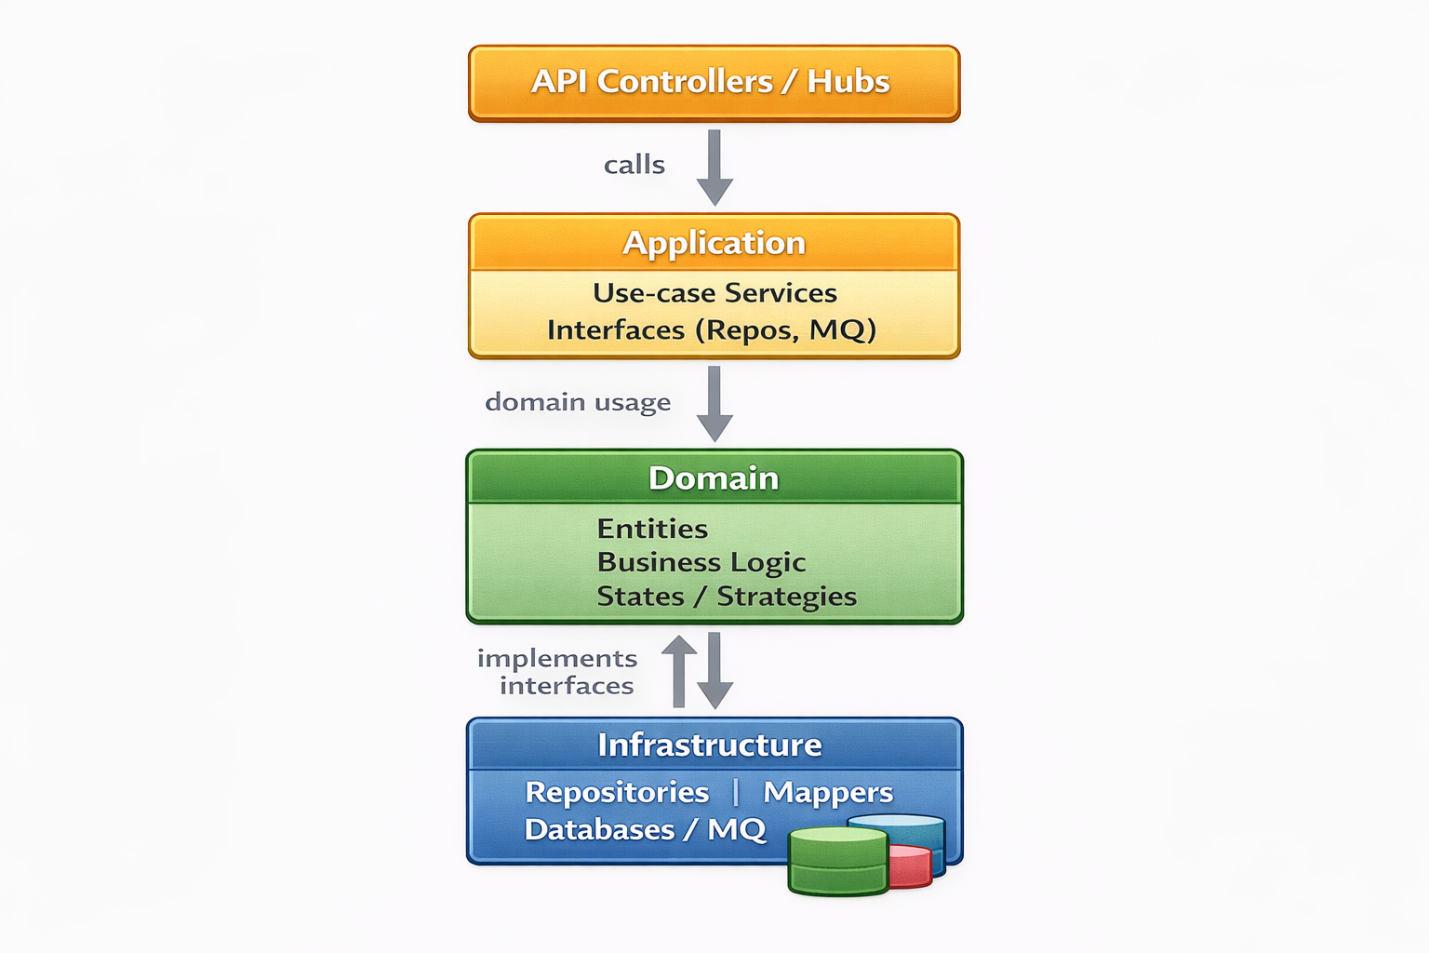 API Controllers / Hubs
calls
Application
Use-case Services
Interfaces (Repos, MQ)
domain usage
Domain
Entities
Business Logic
States / Strategies
implements
interfaces
Infrastructure
Repositories | Mappers
Databases / MQ